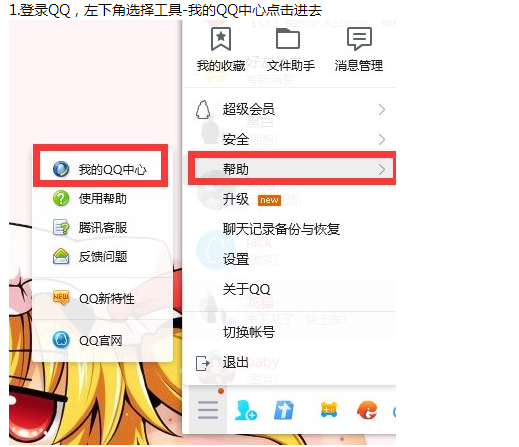 1.登录QQ，左下角选择工具-我的QQ中心点击进去
我的收藏
文件助手
消息管理
超级会员
安全
帮助
升级 new
聊天记录备份与恢复
设置
关于QQ
切换帐号
退出
我的QQ中心
使用帮助
腾讯客服
反馈问题
NEW QQ新特性
QQ官网
jack
baby